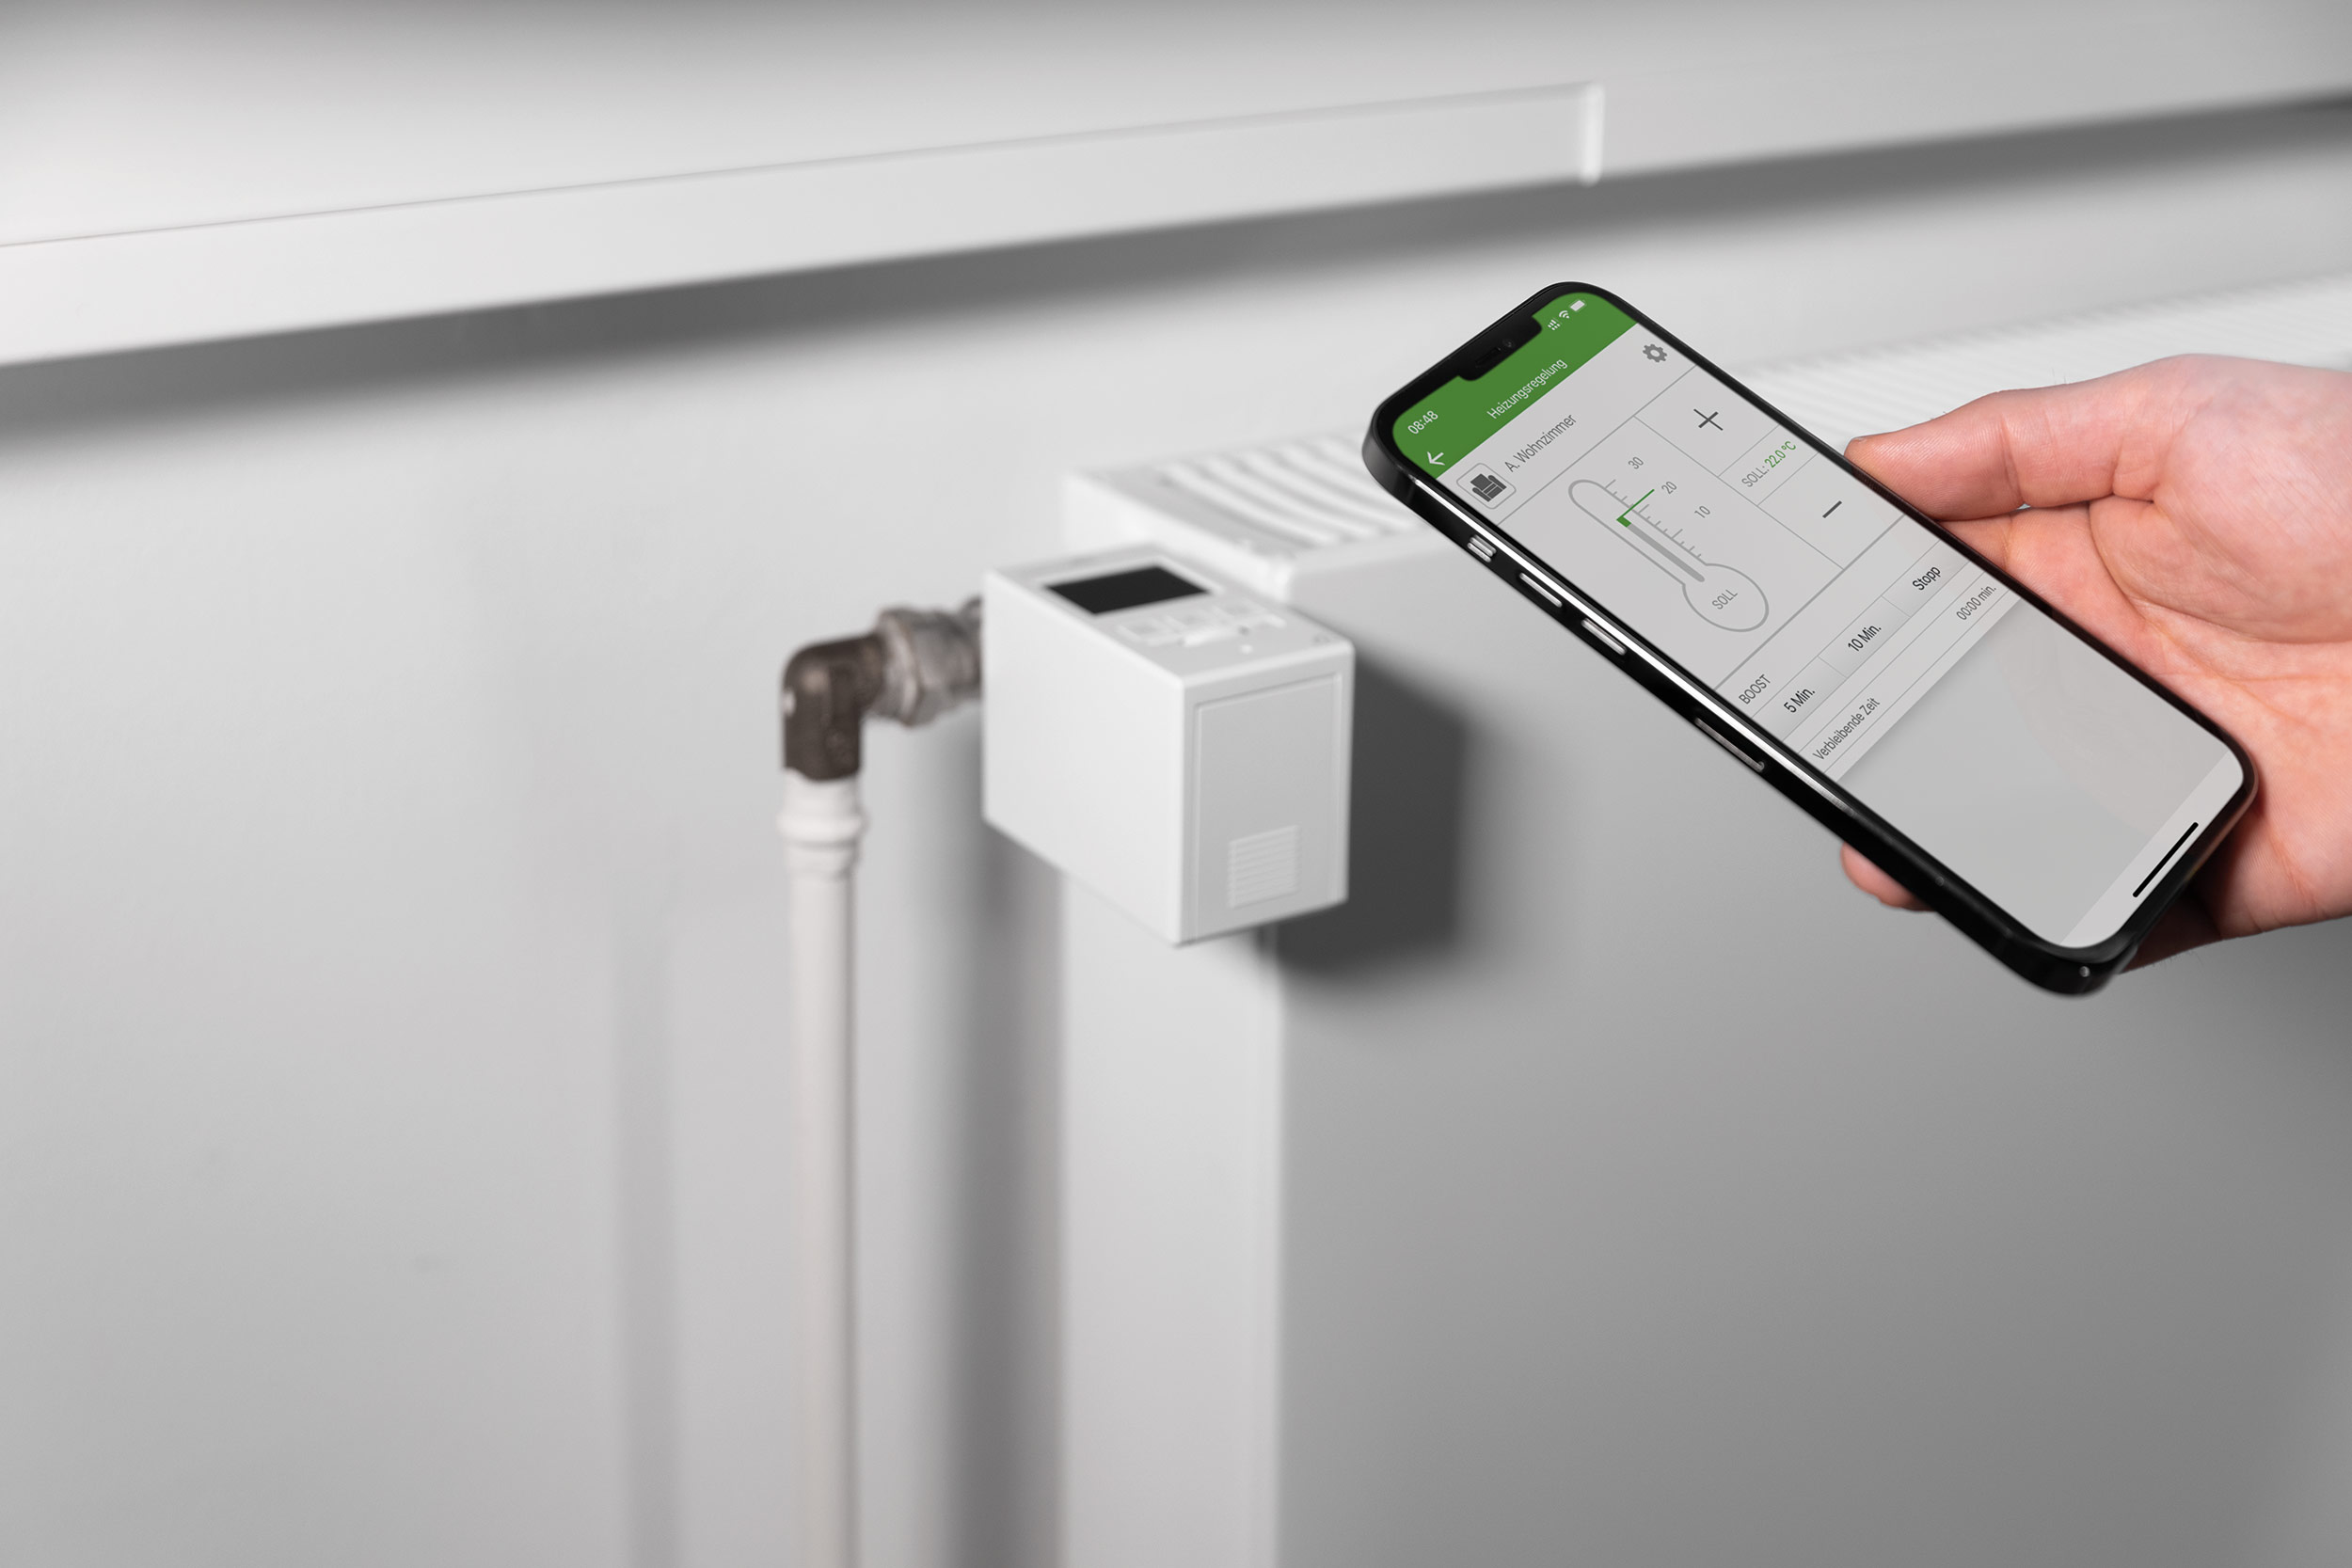 08:48
Heizungsregelung
A. Wohnzimmer
30
20
10
SOLL
SOLL: 22.0 °C
BOOST
5 Min. 10 Min. Stopp
Verbleibende Zeit 00:00 min.